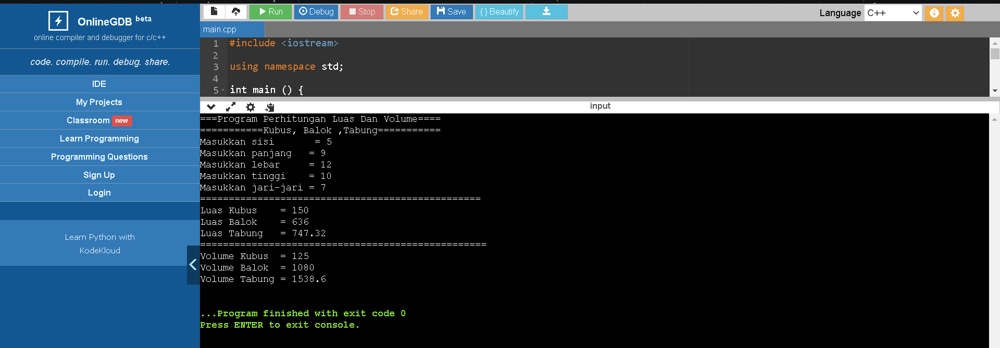 OnlineGDB beta
online compiler and debugger for c/c++
code. compile. run. debug. share.
IDE
My Projects
Classroom new
Learn Programming
Programming Questions
Sign Up
Login
Learn Python with
KodeKloud
Run Debug Stop Share Save {} Beautify
Language C++
main.cpp
1 #include <iostream>
2
3 using namespace std;
4
5 int main () {
input
===Program Perhitungan Luas Dan Volume====
===========Kubus, Balok ,Tabung===========
Masukkan sisi       = 5
Masukkan panjang   = 9
Masukkan lebar     = 12
Masukkan tinggi    = 10
Masukkan jari-jari = 7
=================================================
Luas Kubus    = 150
Luas Balok    = 636
Luas Tabung   = 747.32
==================================================
Volume Kubus  = 125
Volume Balok  = 1080
Volume Tabung = 1538.6
...Program finished with exit code 0
Press ENTER to exit console.